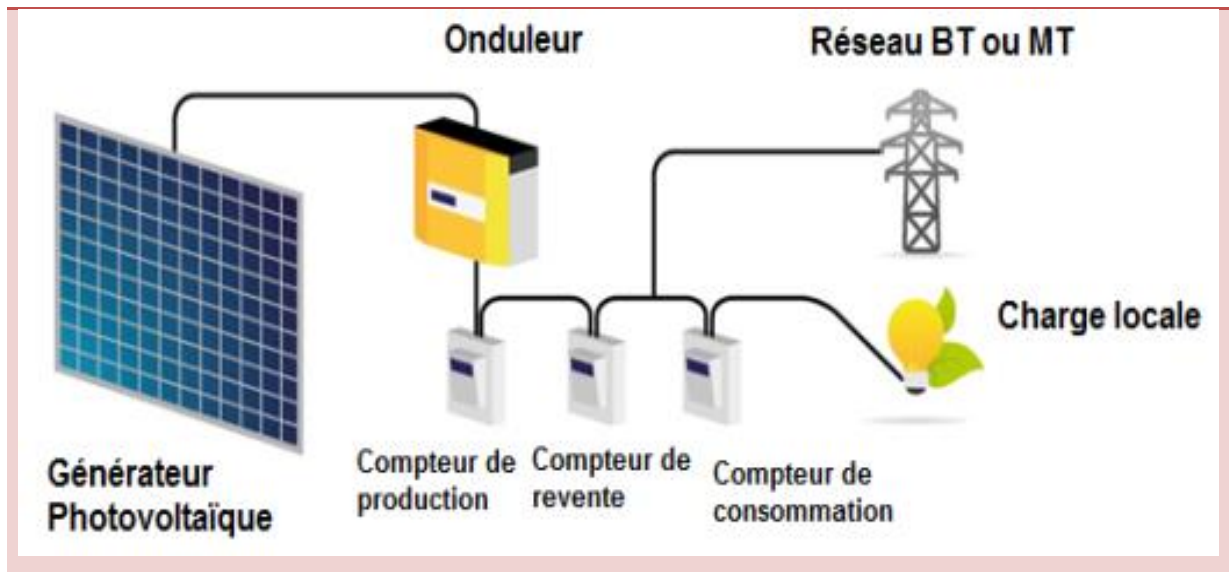 Onduleur
Réseau BT ou MT
Charge locale
Générateur
Photovoltaïque
Compteur de
production
Compteur de
revente
Compteur de
consommation